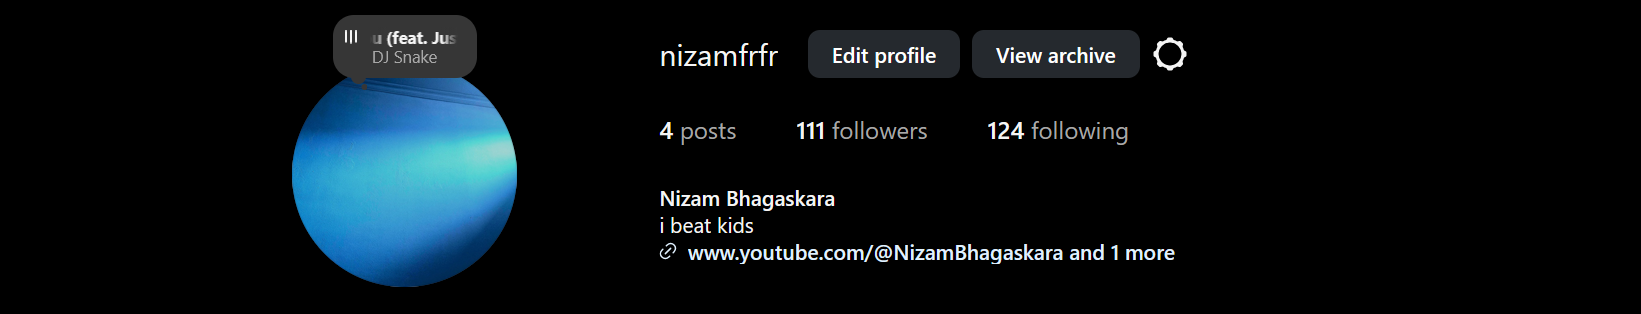 u (feat. Jus
DJ Snake
nizamfrfr
Edit profile
View archive
4 posts
111 followers
124 following
Nizam Bhagaskara
i beat kids
www.youtube.com/@NizamBhagaskara and 1 more